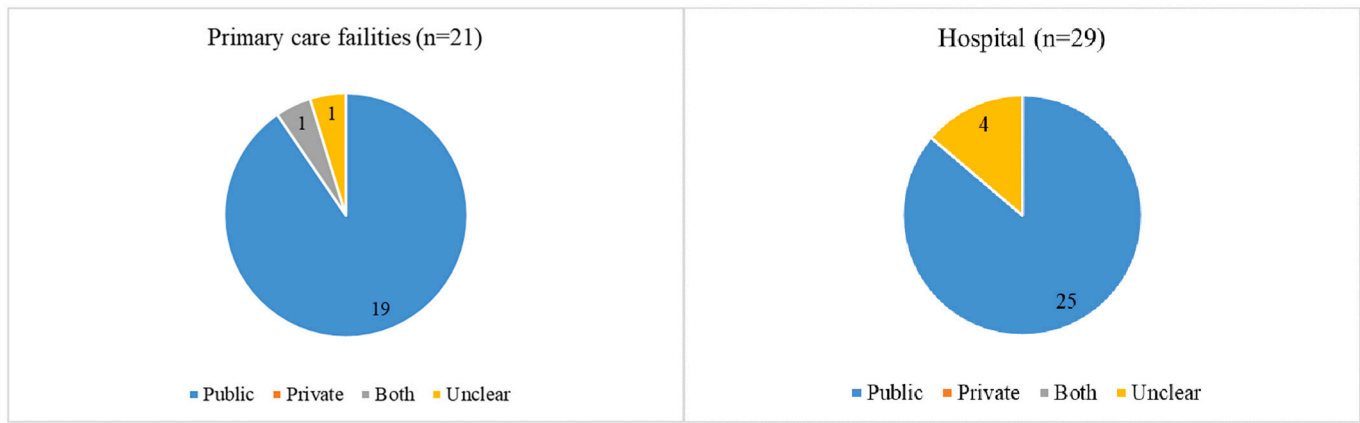 Primary care failities (n=21)
1
1
19
Public Private Both Unclear
Hospital (n=29)
4
25
Public Private Both Unclear